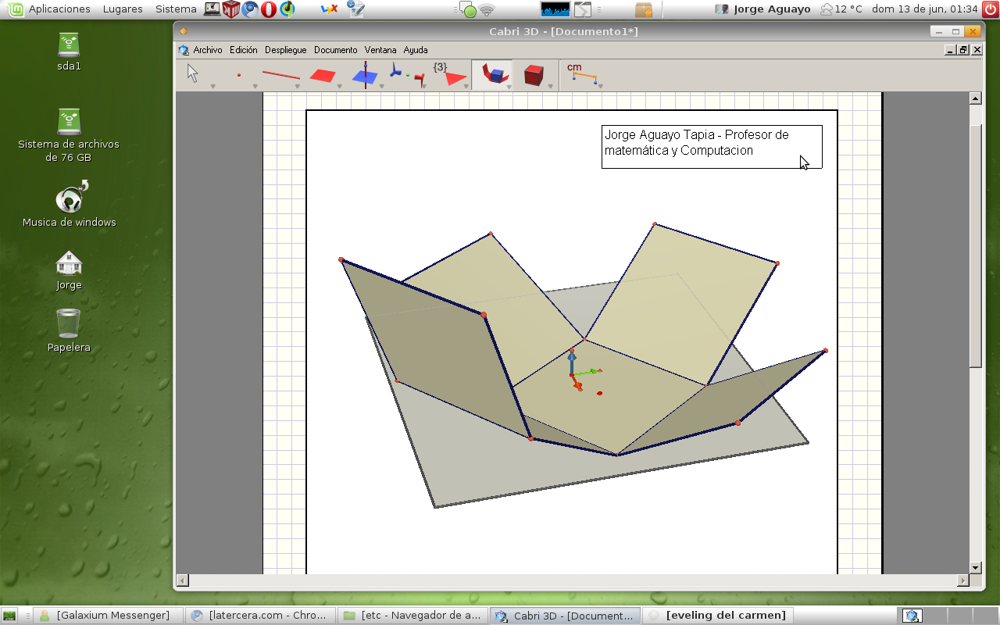 Aplicaciones Lugares Sistema Jorge Aguayo 12 °C dom 13 de jun, 01:34
Cabri 3D - [Documento1*]
Archivo Edición Despliegue Documento Ventana Ayuda
{3} cm
sda1
Sistema de archivos
de 76 GB
Musica de windows
Jorge
Papelera
Jorge Aguayo Tapia - Profesor de
matemática y Computacion
[Galaxium Messenger] [latercera.com - Chro... [etc - Navegador de a... Cabri 3D - [Document... [eveling del carmen]